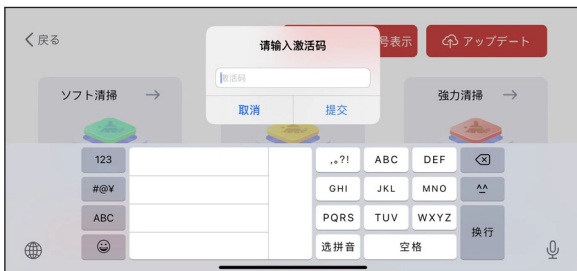 戻る
请输入激活码
号表示
アップデート
激活码
取消
提交
ソフト清掃 →
強力清掃 →
123
,。?!
ABC
DEF
#@¥
GHI
JKL
MNO
^^
ABC
PQRS
TUV
WXYZ
换行
选拼音
空格